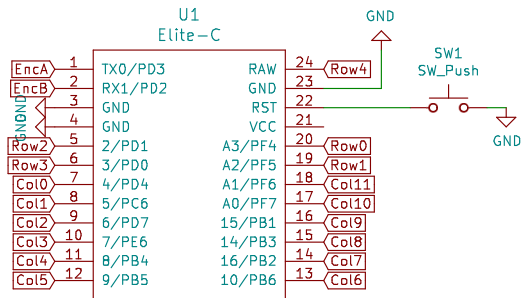 U1
Elite-C
GND
SW1
SW_Push
EncA 1 TX0/PD3 RAW 24 Row4
EncB 2 RX1/PD2 GND 23
GND 3 GND RST 22
GND 4 GND VCC 21
GND
Row2 5 2/PD1 A3/PF4 20 Row0
Row3 6 3/PD0 A2/PF5 19 Row1
Col0 7 4/PD4 A1/PF6 18 Col11
Col1 8 5/PC6 A0/PF7 17 Col10
Col2 9 6/PD7 15/PB1 16 Col9
Col3 10 7/PE6 14/PB3 15 Col8
Col4 11 8/PB4 16/PB2 14 Col7
Col5 12 9/PB5 10/PB6 13 Col6